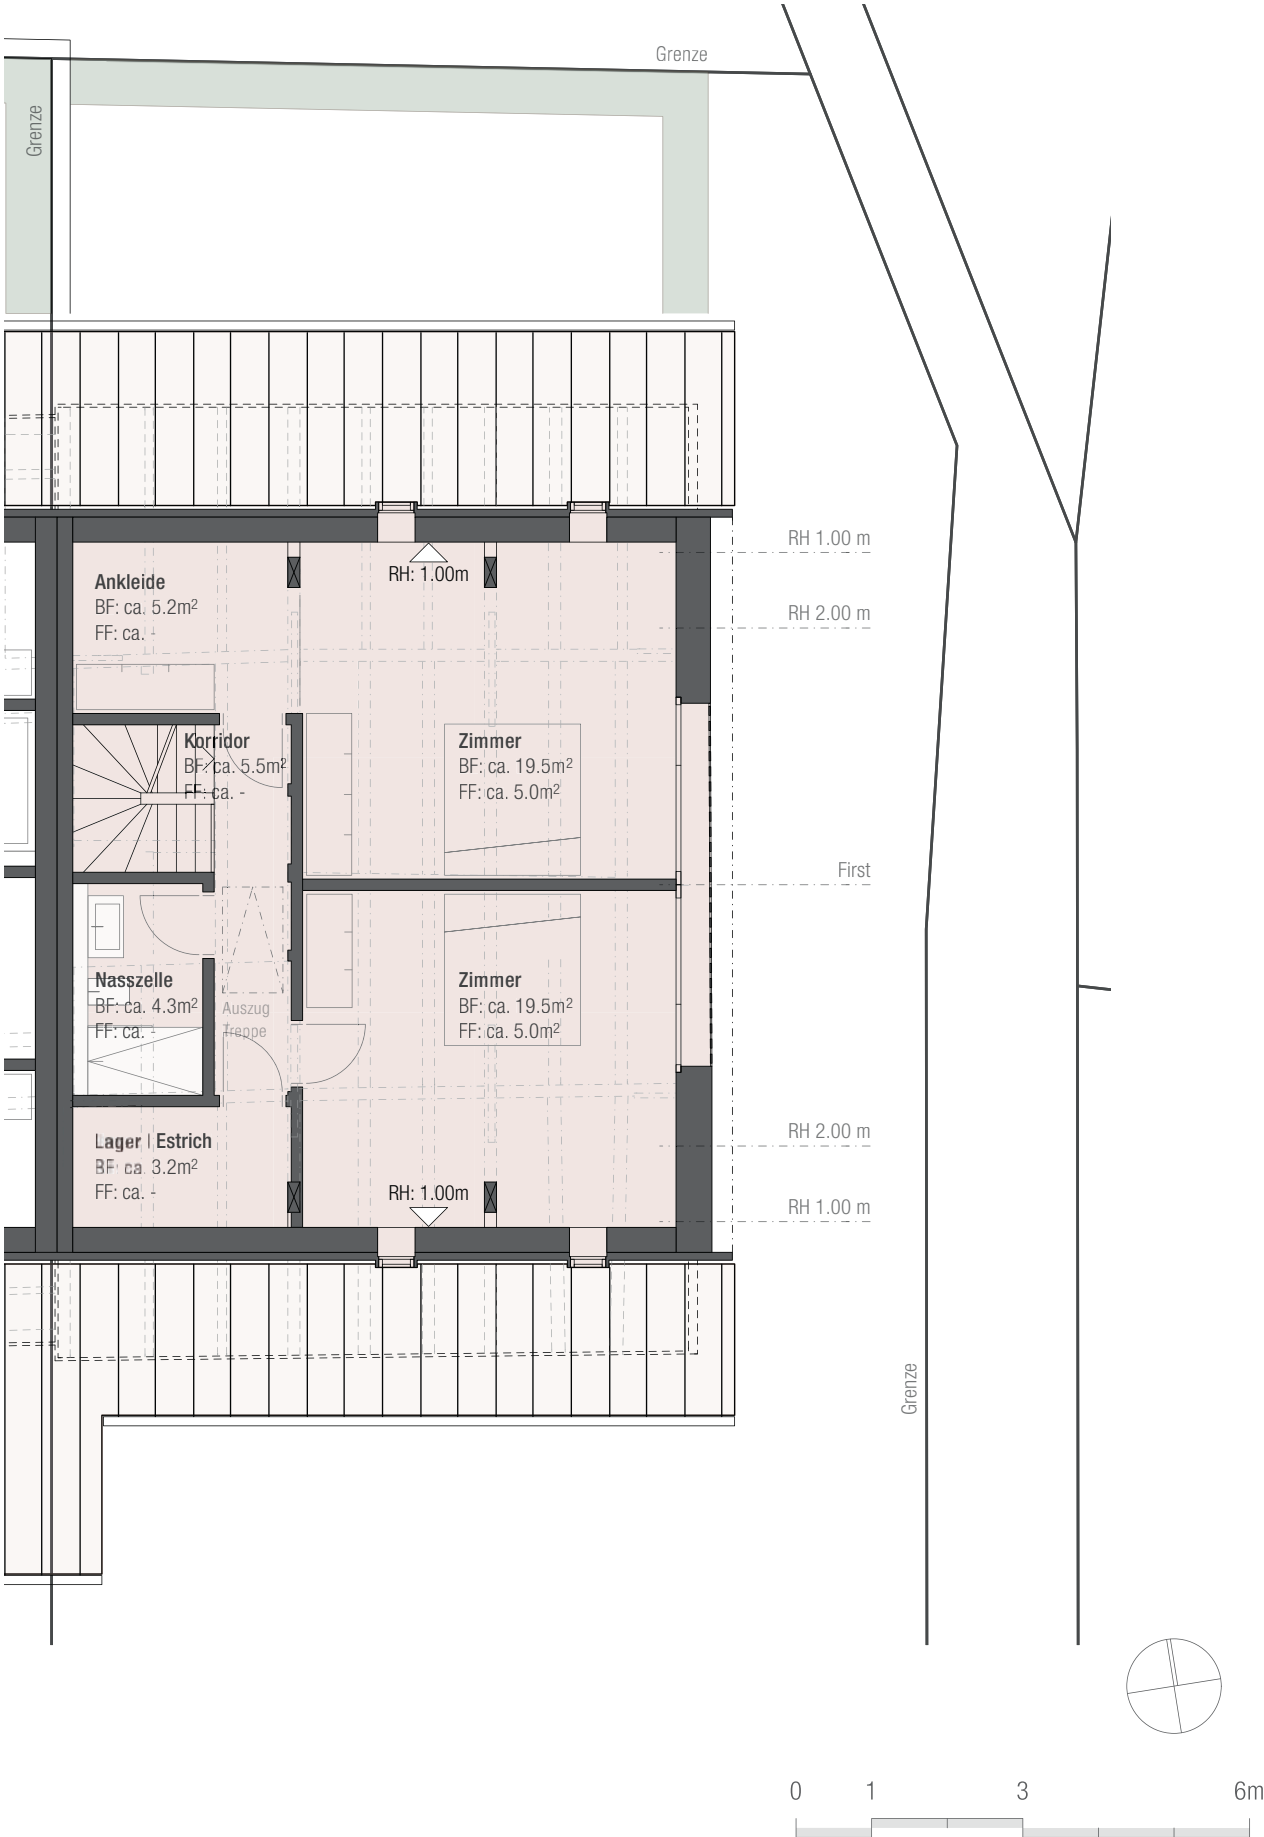 Grenze
Grenze
RH 1.00 m
RH: 1.00m
Ankleide
BF: ca. 5.2m²
FF: ca. -
RH 2.00 m
Korridor
BF: ca. 5.5m²
FF: ca. -
Zimmer
BF: ca. 19.5m²
FF: ca. 5.0m²
First
Nasszelle
BF: ca. 4.3m²
FF: ca. -
Auszug
Treppe
Zimmer
BF: ca. 19.5m²
FF: ca. 5.0m²
RH 2.00 m
Lager | Estrich
BF: ca. 3.2m²
FF: ca. -
RH: 1.00m
RH 1.00 m
Grenze
0 1 3 6m